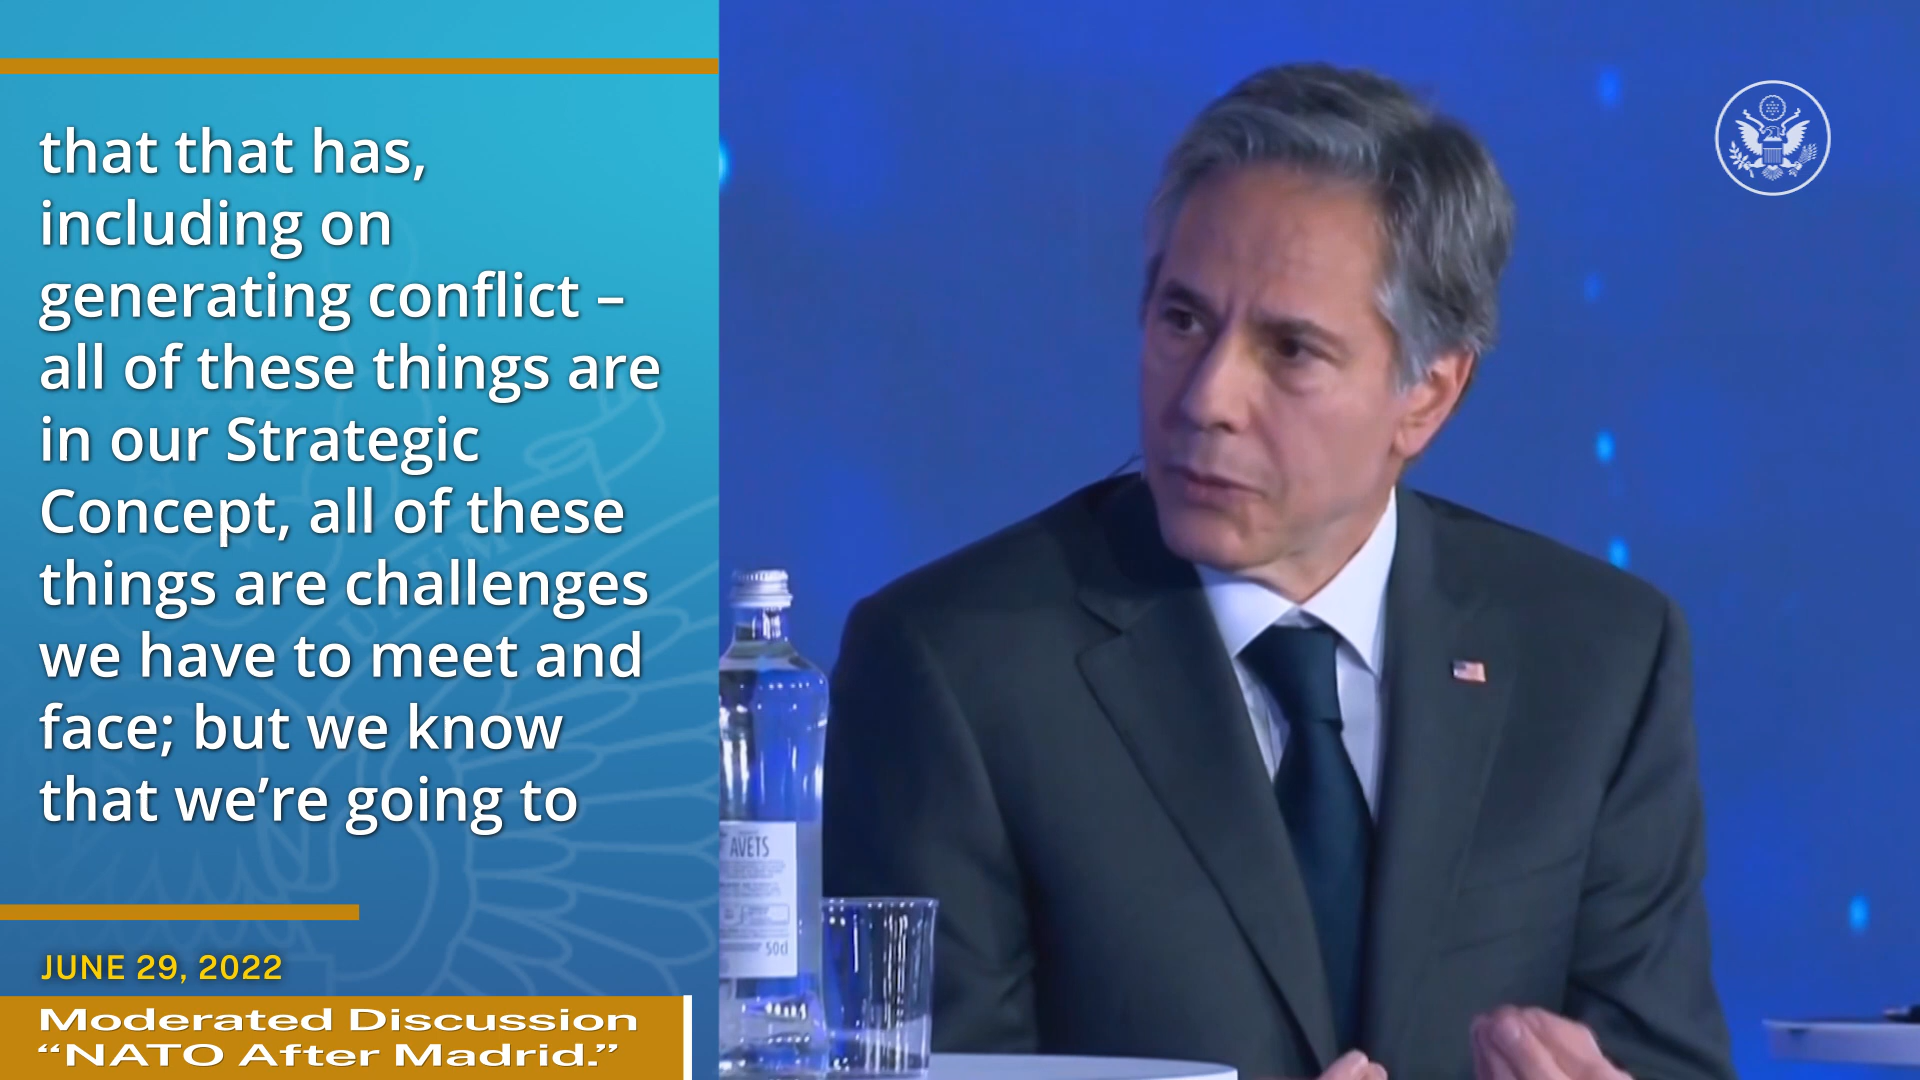 that that has,
including on
generating conflict –
all of these things are
in our Strategic
Concept, all of these
things are challenges
we have to meet and
face; but we know
that we’re going to
JUNE 29, 2022
Moderated Discussion
“NATO After Madrid.”
AVETS
50cl